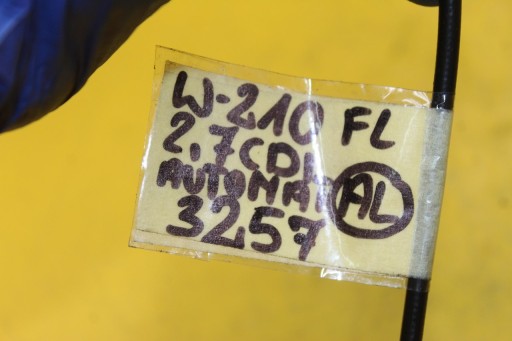 W-210 FL
2.7CDI
AUTOMAT AL
3257